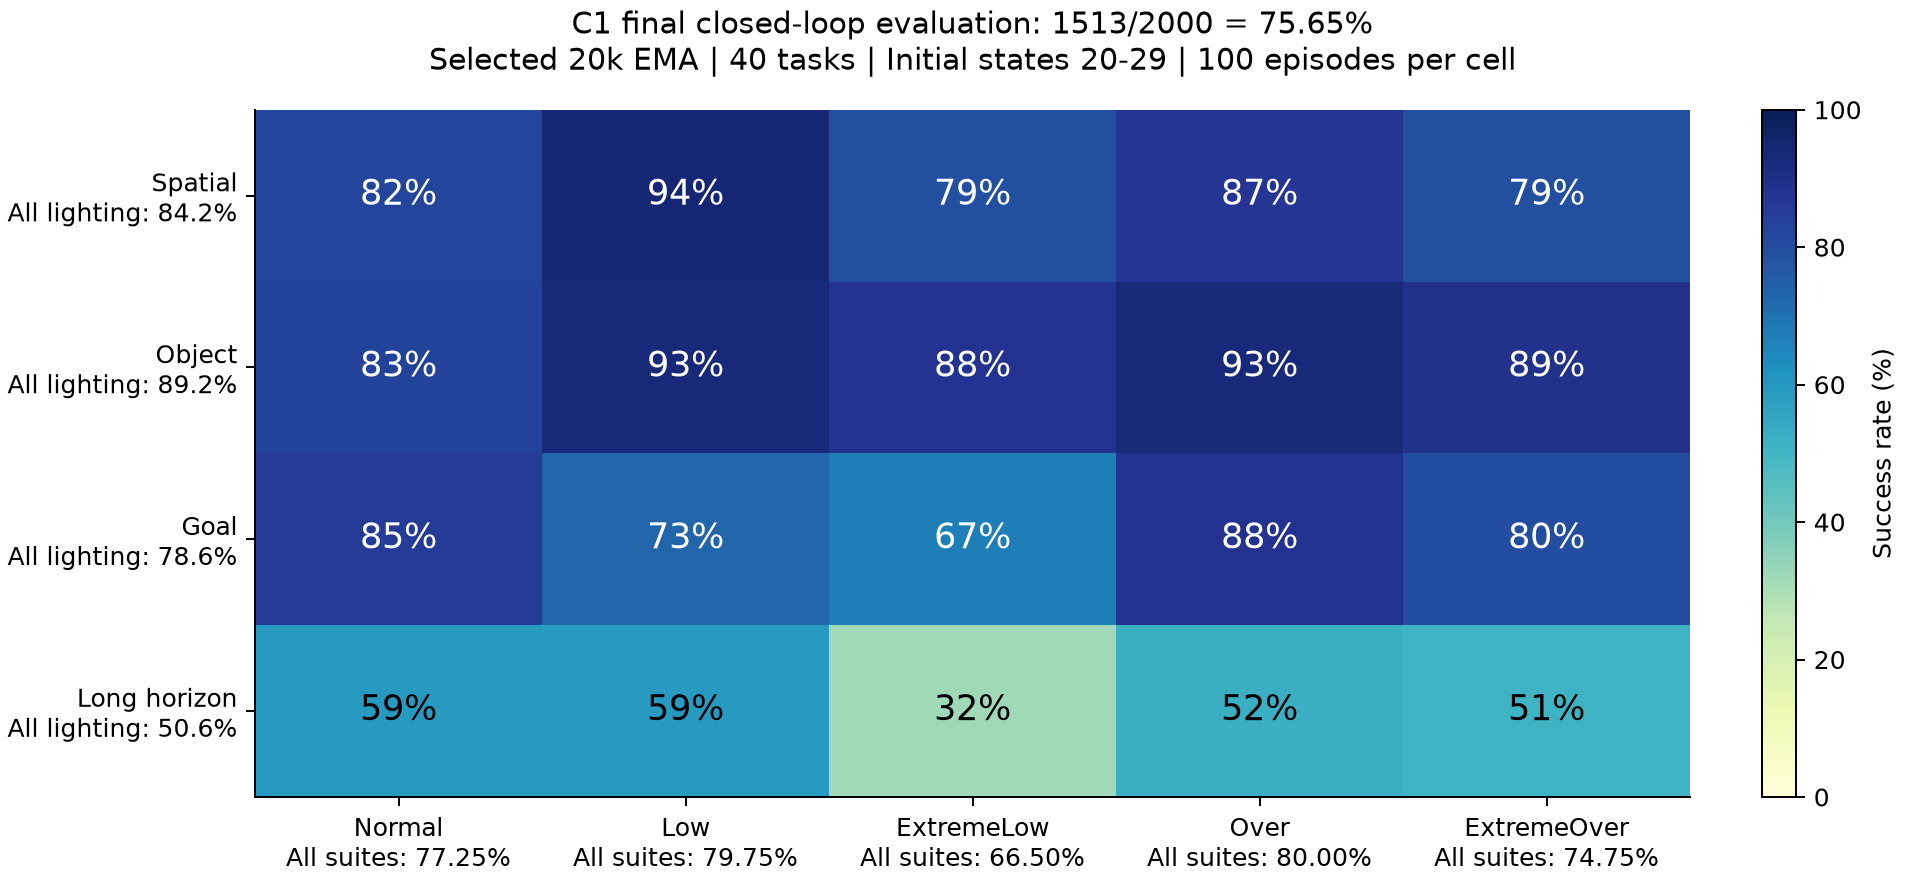 C1 final closed-loop evaluation: 1513/2000 = 75.65%
Selected 20k EMA | 40 tasks | Initial states 20-29 | 100 episodes per cell
Spatial
All lighting: 84.2%
82% 94% 79% 87% 79%
Object
All lighting: 89.2%
83% 93% 88% 93% 89%
Goal
All lighting: 78.6%
85% 73% 67% 88% 80%
Long horizon
All lighting: 50.6%
59% 59% 32% 52% 51%
Normal Low ExtremeLow Over ExtremeOver
All suites: 77.25% All suites: 79.75% All suites: 66.50% All suites: 80.00% All suites: 74.75%
100
80
60
40
20
0
Success rate (%)